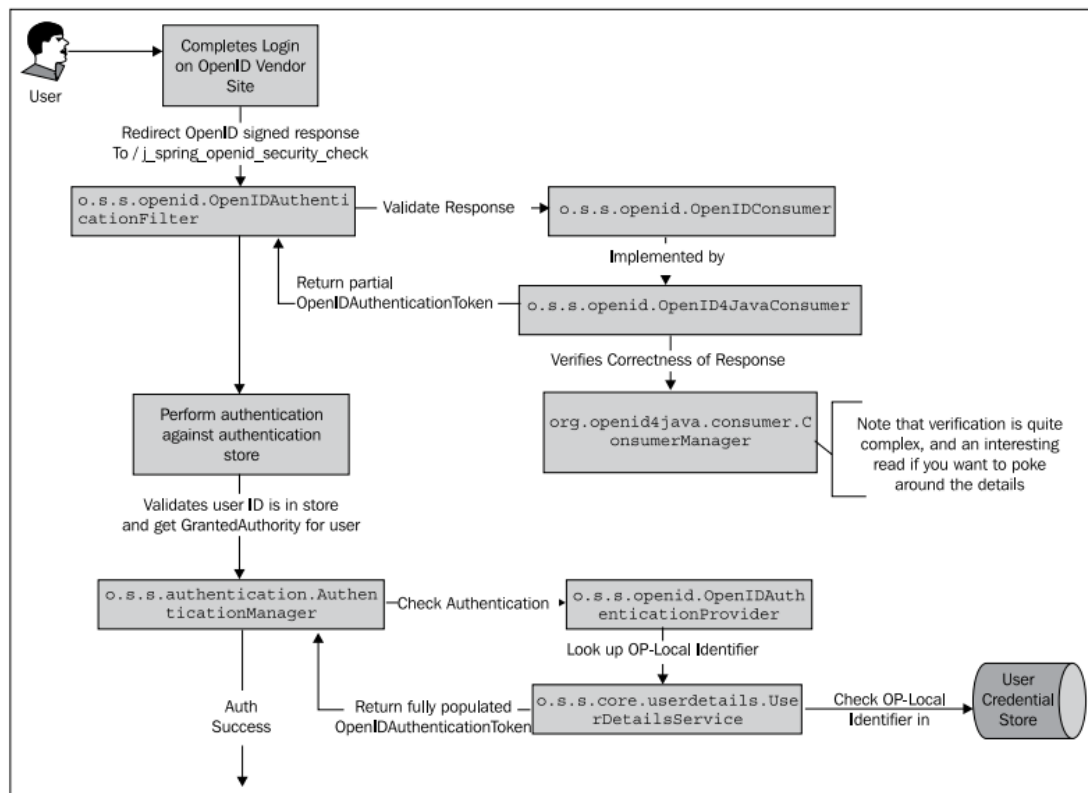 Completes Login
on OpenID Vendor
Site
User
Redirect OpenID signed response
To / j_spring_openid_security_check
o.s.s.openid.OpenIDAuthenti
cationFilter
Validate Response
o.s.s.openid.OpenIDConsumer
Implemented by
Return partial
OpenIDAuthenticationToken
o.s.s.openid.OpenID4JavaConsumer
Verifies Correctness of Response
Perform authentication
against authentication
store
org.openid4java.consumer.C
onsumerManager
Note that verification is quite
complex, and an interesting
read if you want to poke
around the details
Validates user ID is in store
and get GrantedAuthority for user
o.s.s.authentication.Authen
ticationManager
Check Authentication
o.s.s.openid.OpenIDAuth
enticationProvider
Look up OP-Local Identifier
Auth
Success
Return fully populated
OpenIDAuthenticationToken
o.s.s.core.userdetails.Use
rDetailsService
Check OP-Local
Identifier in
User
Credential
Store